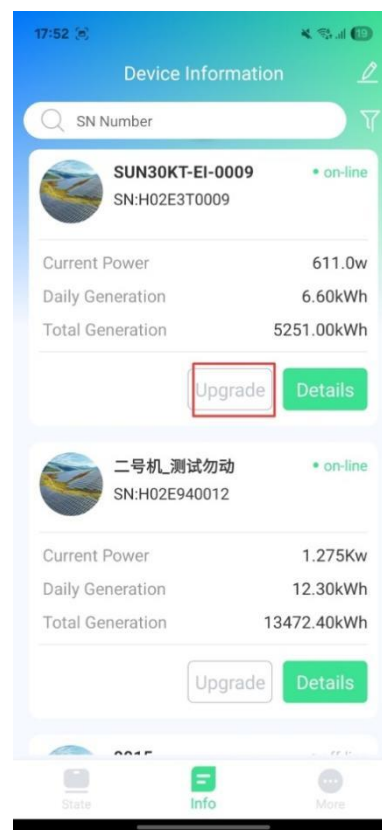 17:52
19
Device Information
SN Number
SUN30KT-EI-0009
• on-line
SN:H02E3T0009
Current Power 611.0w
Daily Generation 6.60kWh
Total Generation 5251.00kWh
Upgrade Details
二号机_测试勿动
• on-line
SN:H02E940012
Current Power 1.275Kw
Daily Generation 12.30kWh
Total Generation 13472.40kWh
Upgrade Details
State Info More